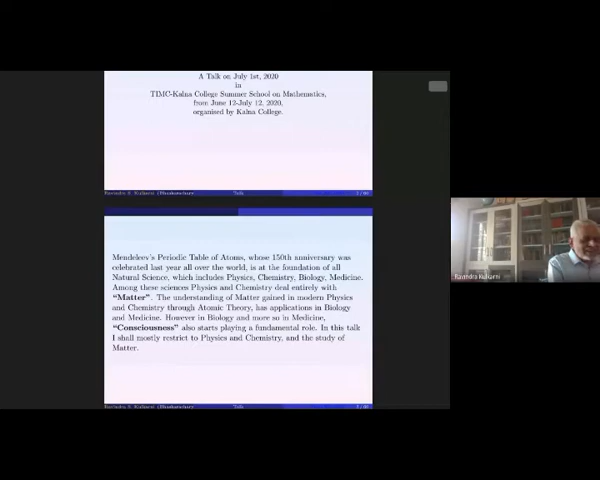 A Talk on July 1st, 2020
in
TIMC-Kalna College Summer School on Mathematics,
from June 12-July 12, 2020,
organised by Kalna College.
Talk
Mendeleev's Periodic Table of Atoms, whose 150th anniversary was
celebrated last year all over the world, is at the foundation of all
Natural Science, which includes Physics, Chemistry, Biology, Medicine.
Among these sciences Physics and Chemistry deal entirely with
"Matter". The understanding of Matter gained in modern Physics
and Chemistry through Atomic Theory, has applications in Biology
and Medicine. However in Biology and more so in Medicine,
"Consciousness" also starts playing a fundamental role. In this talk
I shall mostly restrict to Physics and Chemistry, and the study of
Matter.
Talk
Ravindra Kulkarni